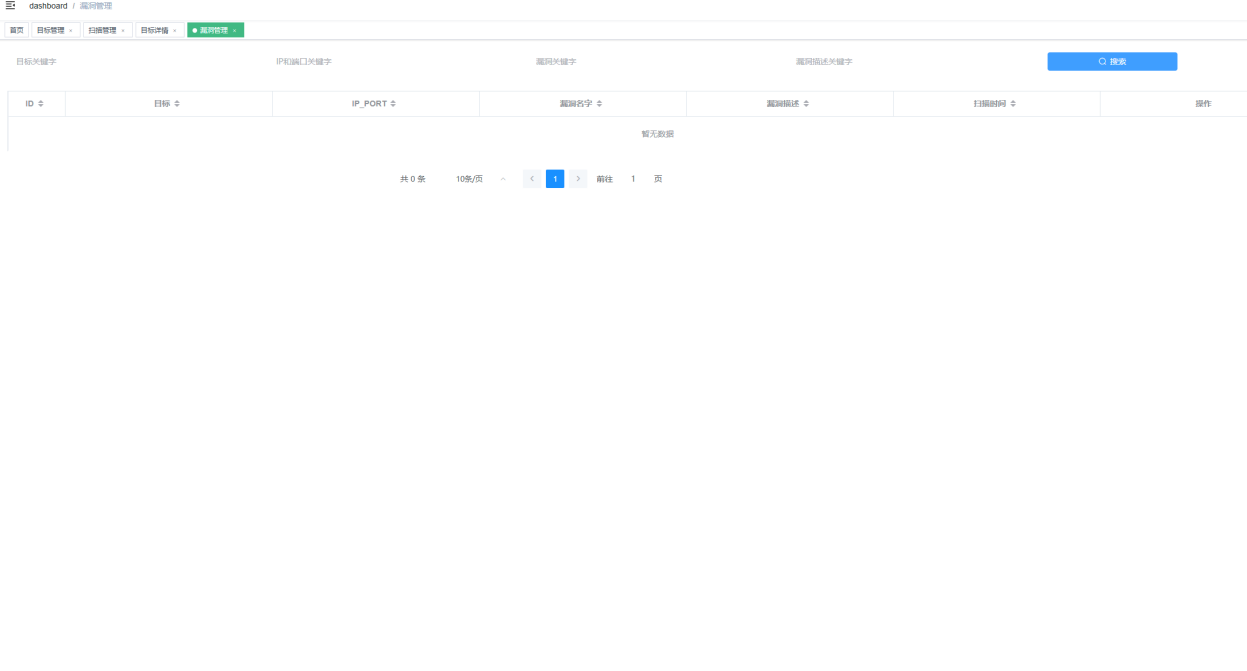 dashboard / 漏洞管理
首页 目标管理 × 扫描管理 × 目标详情 × 漏洞管理 ×
目标关键字 IP和端口关键字 漏洞关键字 漏洞描述关键字 搜索
ID 目标 IP_PORT 漏洞名字 漏洞描述 扫描时间 操作
暂无数据
共 0 条 10条/页 1 前往 1 页